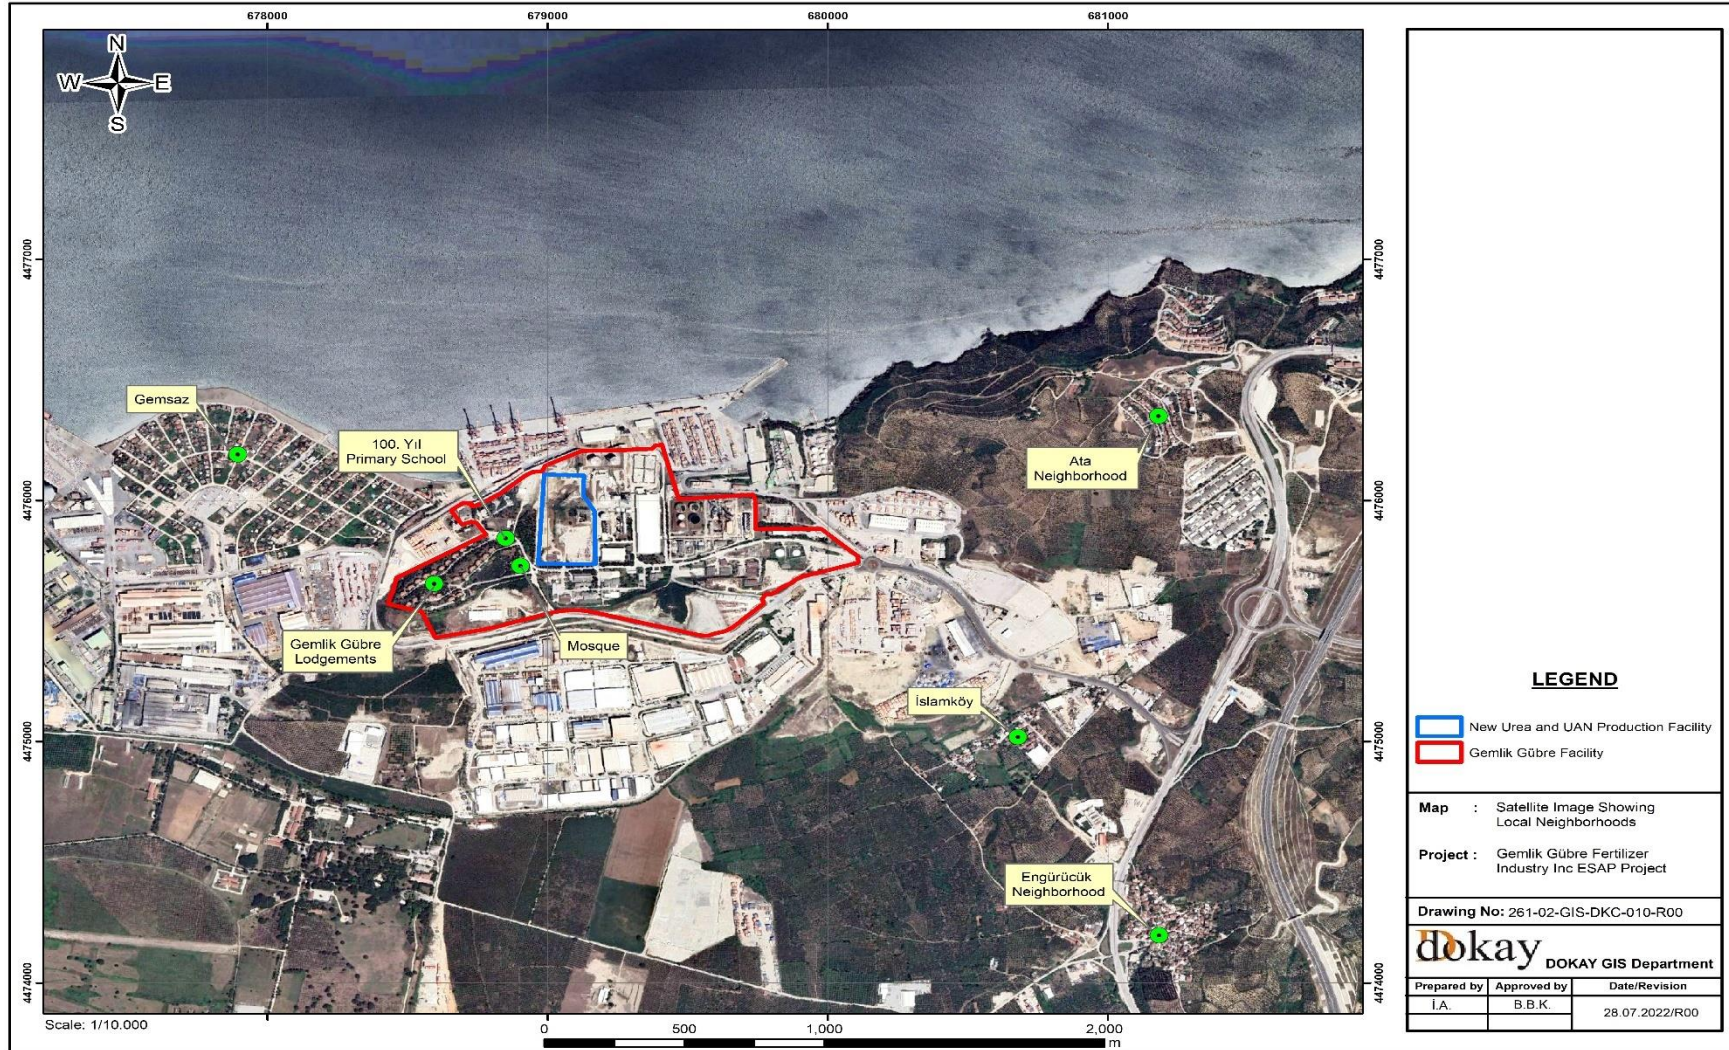 678000
679000
680000
681000
N
W E
S
4477000
4477000
Gemsaz
100. Yıl
Primary School
Ata
Neighborhood
4476000
4476000
Gemlik Gübre
Lodgements
Mosque
İslamköy
4475000
4475000
Engürücük
Neighborhood
4474000
4474000
Scale: 1/10.000
0 500 1,000 2,000
m
LEGEND
New Urea and UAN Production Facility
Gemlik Gübre Facility
Map : Satellite Image Showing
Local Neighborhoods
Project : Gemlik Gübre Fertilizer
Industry Inc ESAP Project
Drawing No: 261-02-GIS-DKC-010-R00
dokay DOKAY GIS Department
Prepared by Approved by Date/Revision
İ.A. B.B.K. 28.07.2022/R00